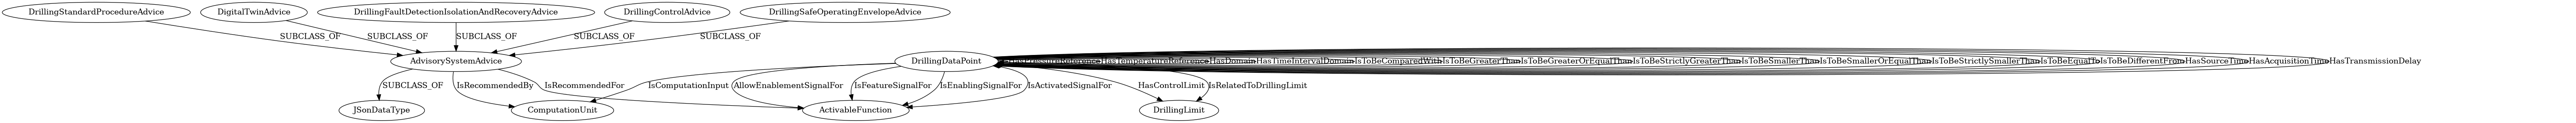 DrillingStandardProcedureAdvice
DigitalTwinAdvice
DrillingFaultDetectionIsolationAndRecoveryAdvice
DrillingControlAdvice
DrillingSafeOperatingEnvelopeAdvice
SUBCLASS_OF
SUBCLASS_OF
SUBCLASS_OF
SUBCLASS_OF
SUBCLASS_OF
AdvisorySystemAdvice
DrillingDataPoint
HasPressureReference
HasTemperatureReference
HasDomain
HasTimeIntervalDomain
IsToBeComparedWith
IsToBeGreaterThan
IsToBeGreaterOrEqualThan
IsToBeStrictlyGreaterThan
IsToBeSmallerThan
IsToBeSmallerOrEqualThan
IsToBeStrictlySmallerThan
IsToBeEqualTo
IsToBeDifferentFrom
HasSourceTime
HasAcquisitionTime
HasTransmissionDelay
SUBCLASS_OF
IsRecommendedBy
IsRecommendedFor
IsComputationInput
AllowEnablementSignalFor
IsFeatureSignalFor
IsEnablingSignalFor
IsActivatedSignalFor
HasControlLimit
IsRelatedToDrillingLimit
JSonDataType
ComputationUnit
ActivableFunction
DrillingLimit